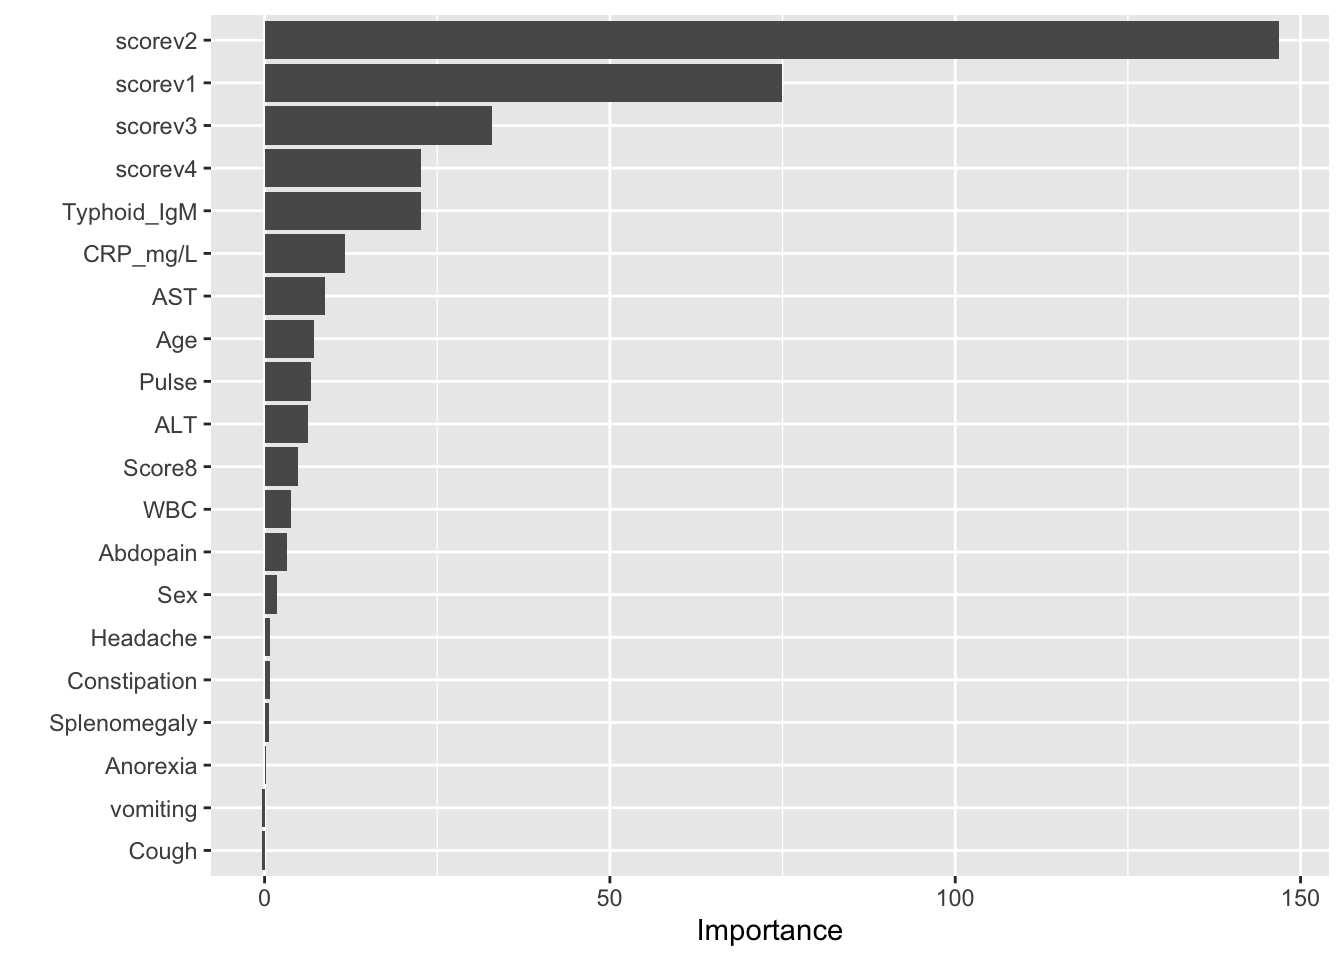 scorev2
scorev1
scorev3
scorev4
Typhoid_IgM
CRP_mg/L
AST
Age
Pulse
ALT
Score8
WBC
Abdopain
Sex
Headache
Constipation
Splenomegaly
Anorexia
vomiting
Cough
0 50 100 150
Importance